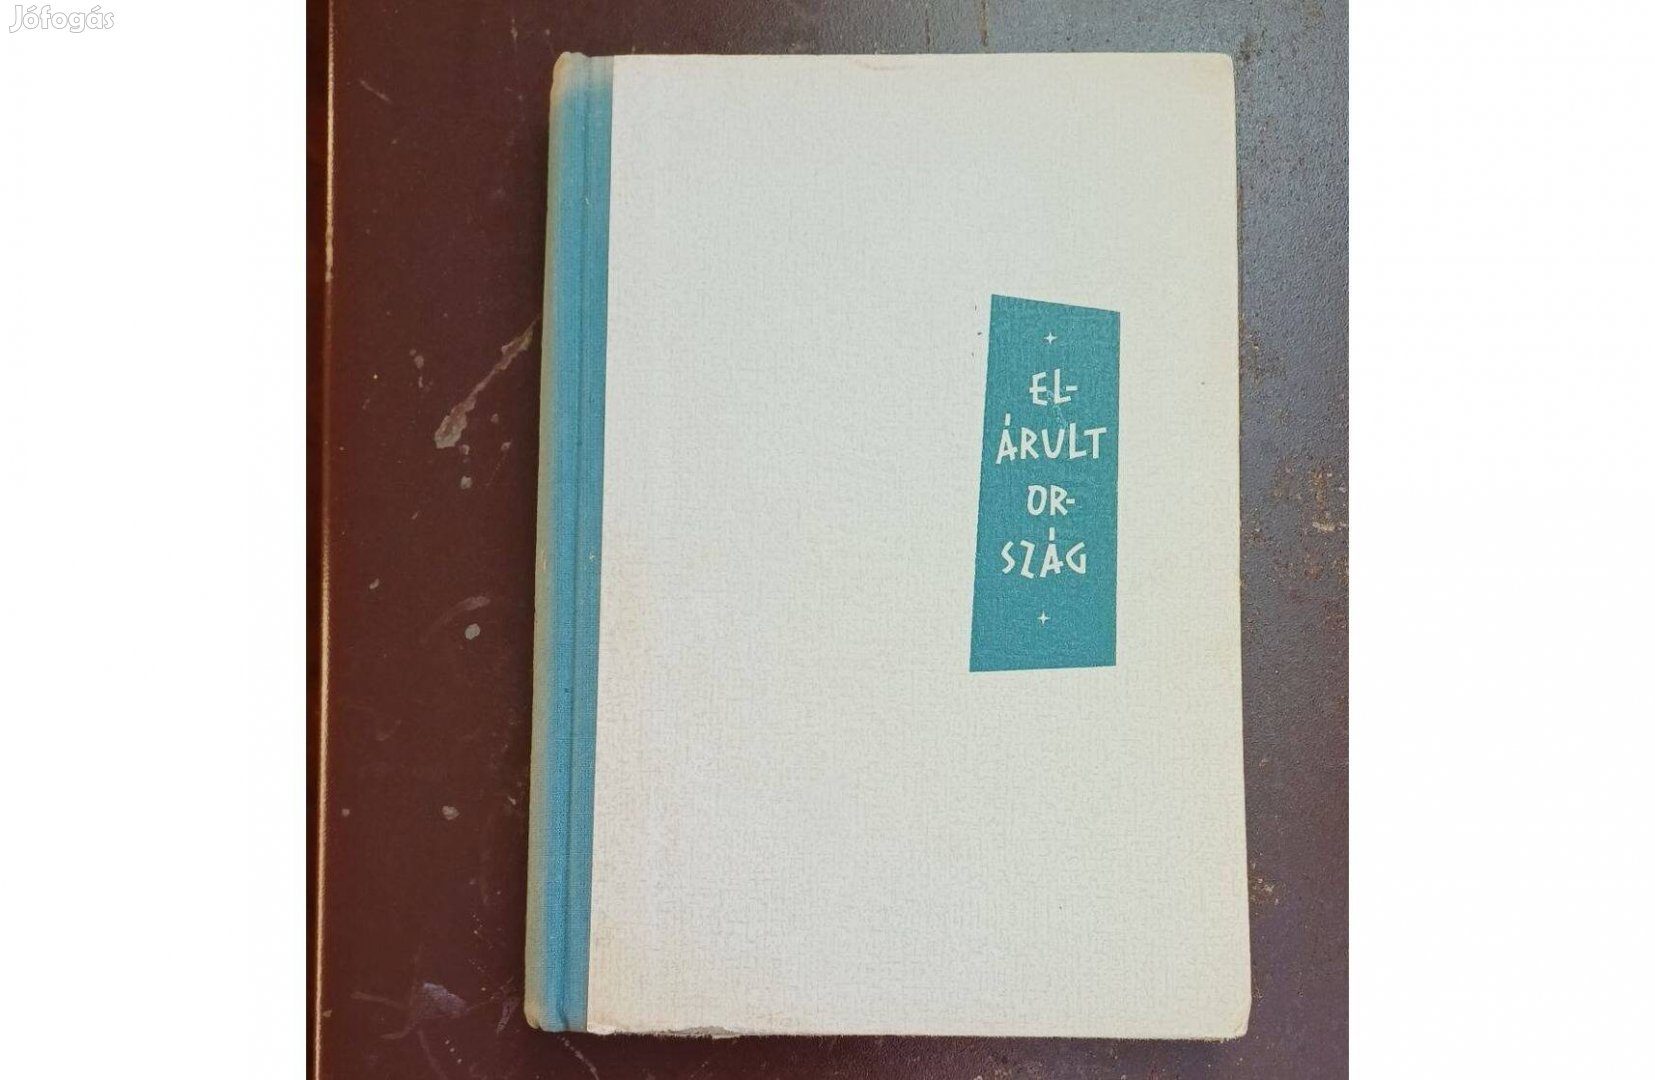 Jófogás
EL-
ÁRULT
OR-
SZÁG